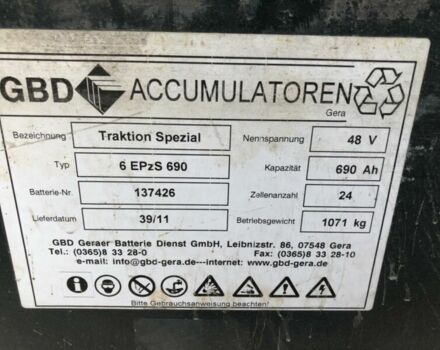 GBD ACCUMULATOREN
Gera
Bezeichnung Traktion Spezial Nennspannung 48 V
Typ 6 EPzS 690 Kapazität 690 Ah
Batterie-Nr. 137426 Zellenanzahl 24
Lieferdatum 39/11 Betriebsgewicht 1071 kg
GBD Geraer Batterie Dienst GmbH, Leibnizstr. 86, 07548 Gera
Tel.: (0365)8 33 28-0 Fax: (0365)8 33 28-10
e-mail: info@gbd-gera.de---internet: www.gbd-gera.de
Bitte Gebrauchsanweisung beachten!